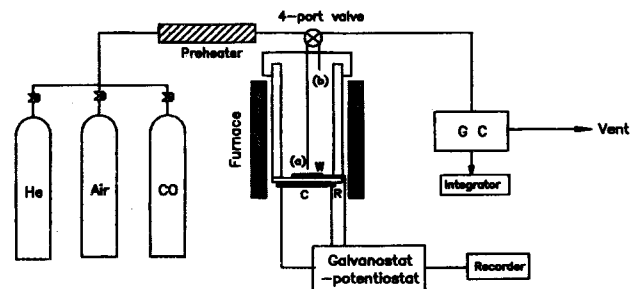 4-port valve
Preheater
(b)
Furnace
(a)
W
G C
Vent
He
Air
CO
C
R
Integrator
Galvanostat
-potentiostat
Recorder